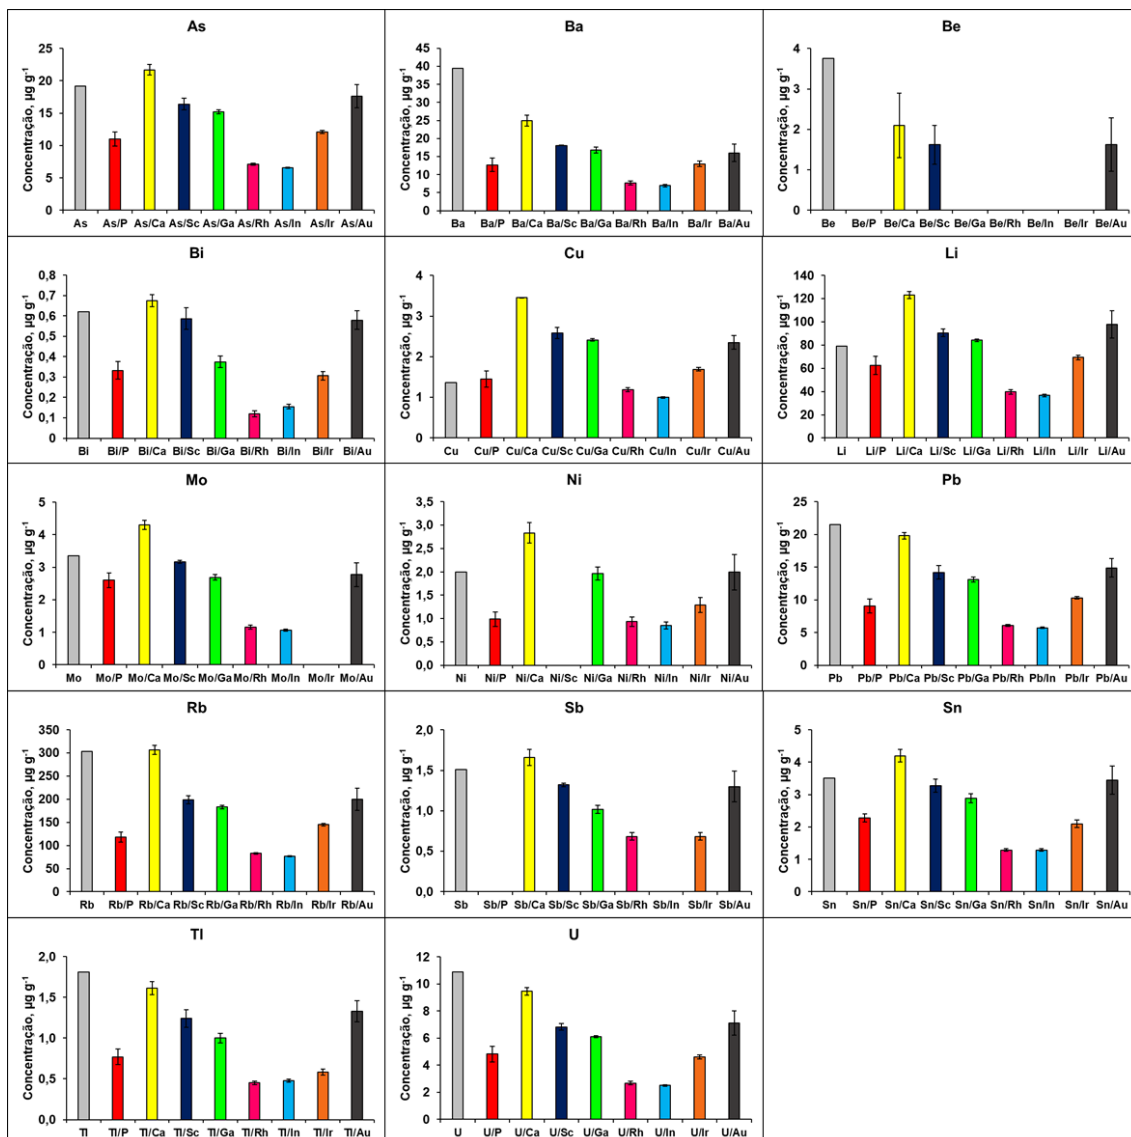 As
Concentração, µg g⁻¹
25
20
15
10
5
0
As As/P As/Ca As/Sc As/Ga As/Rh As/In As/Ir As/Au
Ba
Concentração, µg g⁻¹
45
40
35
30
25
20
15
10
5
0
Ba Ba/P Ba/Ca Ba/Sc Ba/Ga Ba/Rh Ba/In Ba/Ir Ba/Au
Be
Concentração, µg g⁻¹
4
3
2
1
0
Be Be/P Be/Ca Be/Sc Be/Ga Be/Rh Be/In Be/Ir Be/Au
Bi
Concentração, µg g⁻¹
0,8
0,7
0,6
0,5
0,4
0,3
0,2
0,1
0
Bi Bi/P Bi/Ca Bi/Sc Bi/Ga Bi/Rh Bi/In Bi/Ir Bi/Au
Cu
Concentração, µg g⁻¹
4
3
2
1
0
Cu Cu/P Cu/Ca Cu/Sc Cu/Ga Cu/Rh Cu/In Cu/Ir Cu/Au
Li
Concentração, µg g⁻¹
140
120
100
80
60
40
20
0
Li Li/P Li/Ca Li/Sc Li/Ga Li/Rh Li/In Li/Ir Li/Au
Mo
Concentração, µg g⁻¹
5
4
3
2
1
0
Mo Mo/P Mo/Ca Mo/Sc Mo/Ga Mo/Rh Mo/In Mo/Ir Mo/Au
Ni
Concentração, µg g⁻¹
3,5
3,0
2,5
2,0
1,5
1,0
0,5
0,0
Ni Ni/P Ni/Ca Ni/Sc Ni/Ga Ni/Rh Ni/In Ni/Ir Ni/Au
Pb
Concentração, µg g⁻¹
25
20
15
10
5
0
Pb Pb/P Pb/Ca Pb/Sc Pb/Ga Pb/Rh Pb/In Pb/Ir Pb/Au
Rb
Concentração, µg g⁻¹
350
300
250
200
150
100
50
0
Rb Rb/P Rb/Ca Rb/Sc Rb/Ga Rb/Rh Rb/In Rb/Ir Rb/Au
Sb
Concentração, µg g⁻¹
2,0
1,5
1,0
0,5
0,0
Sb Sb/P Sb/Ca Sb/Sc Sb/Ga Sb/Rh Sb/In Sb/Ir Sb/Au
Sn
Concentração, µg g⁻¹
5
4
3
2
1
0
Sn Sn/P Sn/Ca Sn/Sc Sn/Ga Sn/Rh Sn/In Sn/Ir Sn/Au
Tl
Concentração, µg g⁻¹
2,0
1,5
1,0
0,5
0,0
Tl Tl/P Tl/Ca Tl/Sc Tl/Ga Tl/Rh Tl/In Tl/Ir Tl/Au
U
Concentração, µg g⁻¹
12
10
8
6
4
2
0
U U/P U/Ca U/Sc U/Ga U/Rh U/In U/Ir U/Au